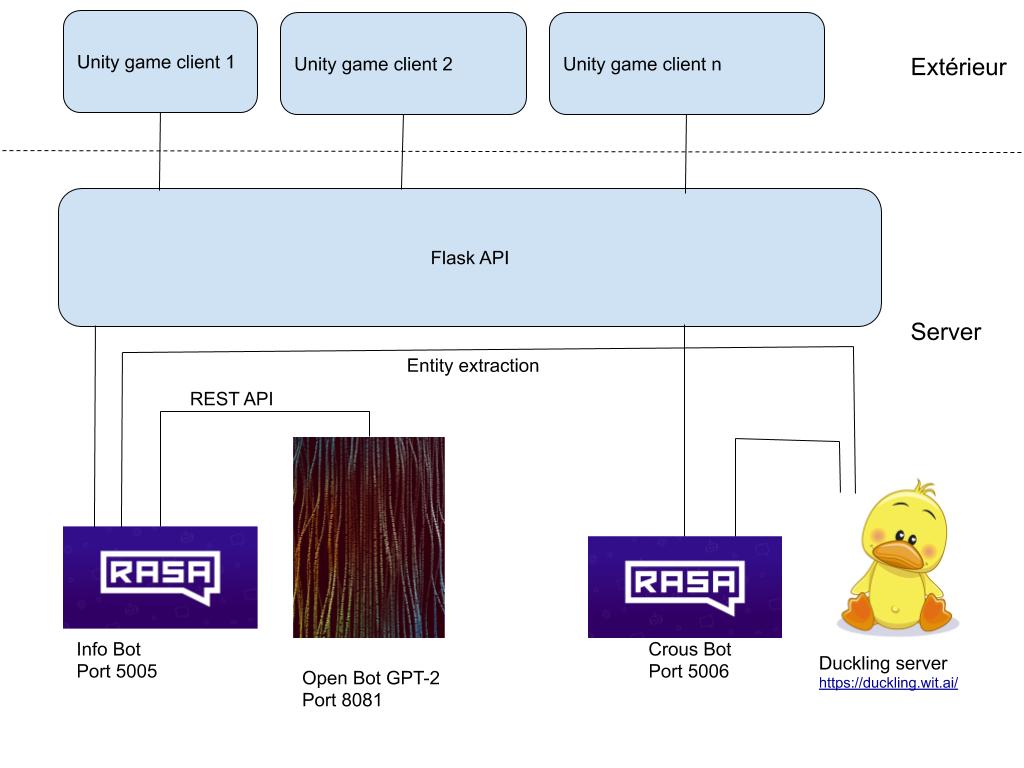 Unity game client 1
Unity game client 2
Unity game client n
Extérieur
Flask API
Server
Entity extraction
REST API
RASA
RASA
Info Bot
Port 5005
Open Bot GPT-2
Port 8081
Crous Bot
Port 5006
Duckling server
https://duckling.wit.ai/